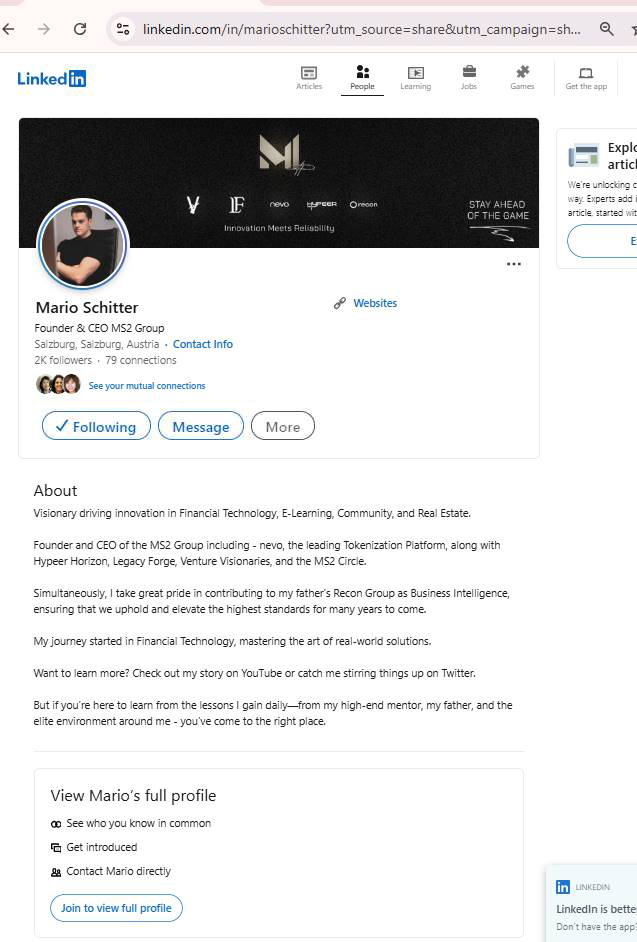 linkedin.com/in/marioschitter?utm_source=share&utm_campaign=sh...
Linked in
Articles
People
Learning
Jobs
Games
Get the app
nevo
HYPEER
recon
Innovation Meets Reliability
STAY AHEAD
OF THE GAME
Mario Schitter
Websites
Founder & CEO MS2 Group
Salzburg, Salzburg, Austria · Contact Info
2K followers · 79 connections
See your mutual connections
Following
Message
More
About
Visionary driving innovation in Financial Technology, E-Learning, Community, and Real Estate.
Founder and CEO of the MS2 Group including - nevo, the leading Tokenization Platform, along with
Hypeer Horizon, Legacy Forge, Venture Visionaries, and the MS2 Circle.
Simultaneously, I take great pride in contributing to my father's Recon Group as Business Intelligence,
ensuring that we uphold and elevate the highest standards for many years to come.
My journey started in Financial Technology, mastering the art of real-world solutions.
Want to learn more? Check out my story on YouTube or catch me stirring things up on Twitter.
But if you're here to learn from the lessons I gain daily—from my high-end mentor, my father, and the
elite environment around me - you've come to the right place.
View Mario's full profile
See who you know in common
Get introduced
Contact Mario directly
Join to view full profile
Explo
articl
We're unlocking c
way. Experts add i
article, started wit
E
in LINKEDIN
LinkedIn is bette
Don't have the app?